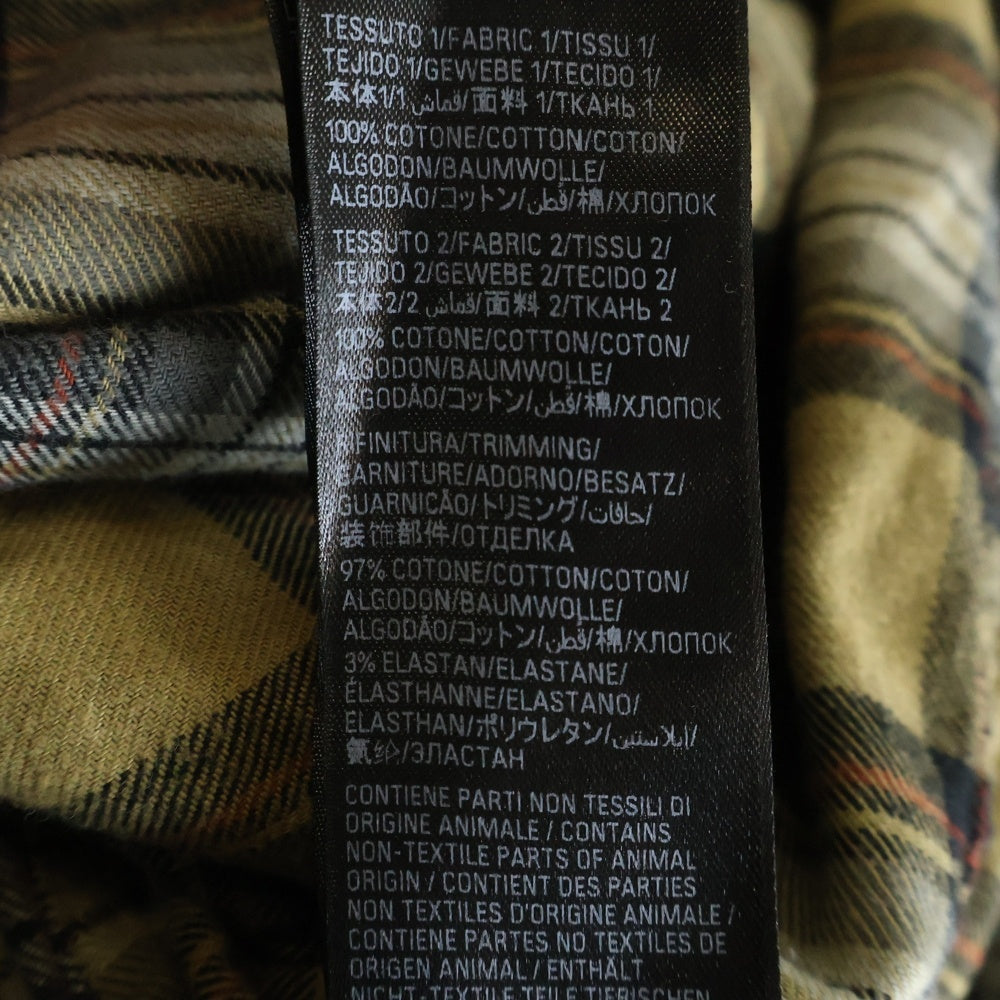 TESSUTO 1/FABRIC 1/TISSU 1/
TEJIDO 1/GEWEBE 1/TECIDO 1/
本体1/1 قماش/面料 1/ТКАНЬ 1
100% COTONE/COTTON/COTON/
ALGODON/BAUMWOLLE/
ALGODÃO/コットン/قطن/棉/ХЛОПОК
TESSUTO 2/FABRIC 2/TISSU 2/
TEJIDO 2/GEWEBE 2/TECIDO 2/
本体2/2 قماش/面料 2/ТКАНЬ 2
100% COTONE/COTTON/COTON/
ALGODON/BAUMWOLLE/
ALGODÃO/コットン/قطن/棉/ХЛОПОК
RIFINITURA/TRIMMING/
GARNITURE/ADORNO/BESATZ/
GUARNICÃO/トリミング/حافات/
装饰部件/ОТДЕЛКА
97% COTONE/COTTON/COTON/
ALGODON/BAUMWOLLE/
ALGODÃO/コットン/قطن/棉/ХЛОПОК
3% ELASTAN/ELASTANE/
ÉLASTHANNE/ELASTANO/
ELASTHAN/ポリウレタン/إيلاستين/
氨纶/ЭЛАСТАН
CONTIENE PARTI NON TESSILI DI
ORIGINE ANIMALE / CONTAINS
NON-TEXTILE PARTS OF ANIMAL
ORIGIN / CONTIENT DES PARTIES
NON TEXTILES D'ORIGINE ANIMALE /
CONTIENE PARTES NO TEXTILES DE
ORIGEN ANIMAL / ENTHÄLT
NICHT-TEXTILE TEILE TIERISCHEN